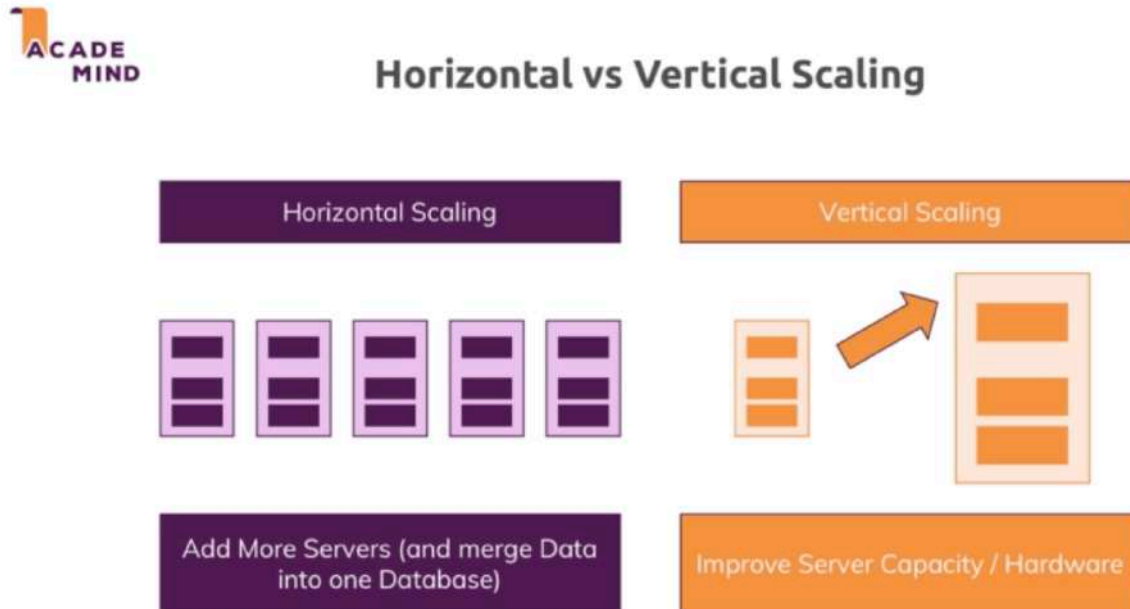 ACADE
MIND
Horizontal vs Vertical Scaling
Horizontal Scaling
Vertical Scaling
Add More Servers (and merge Data
into one Database)
Improve Server Capacity / Hardware